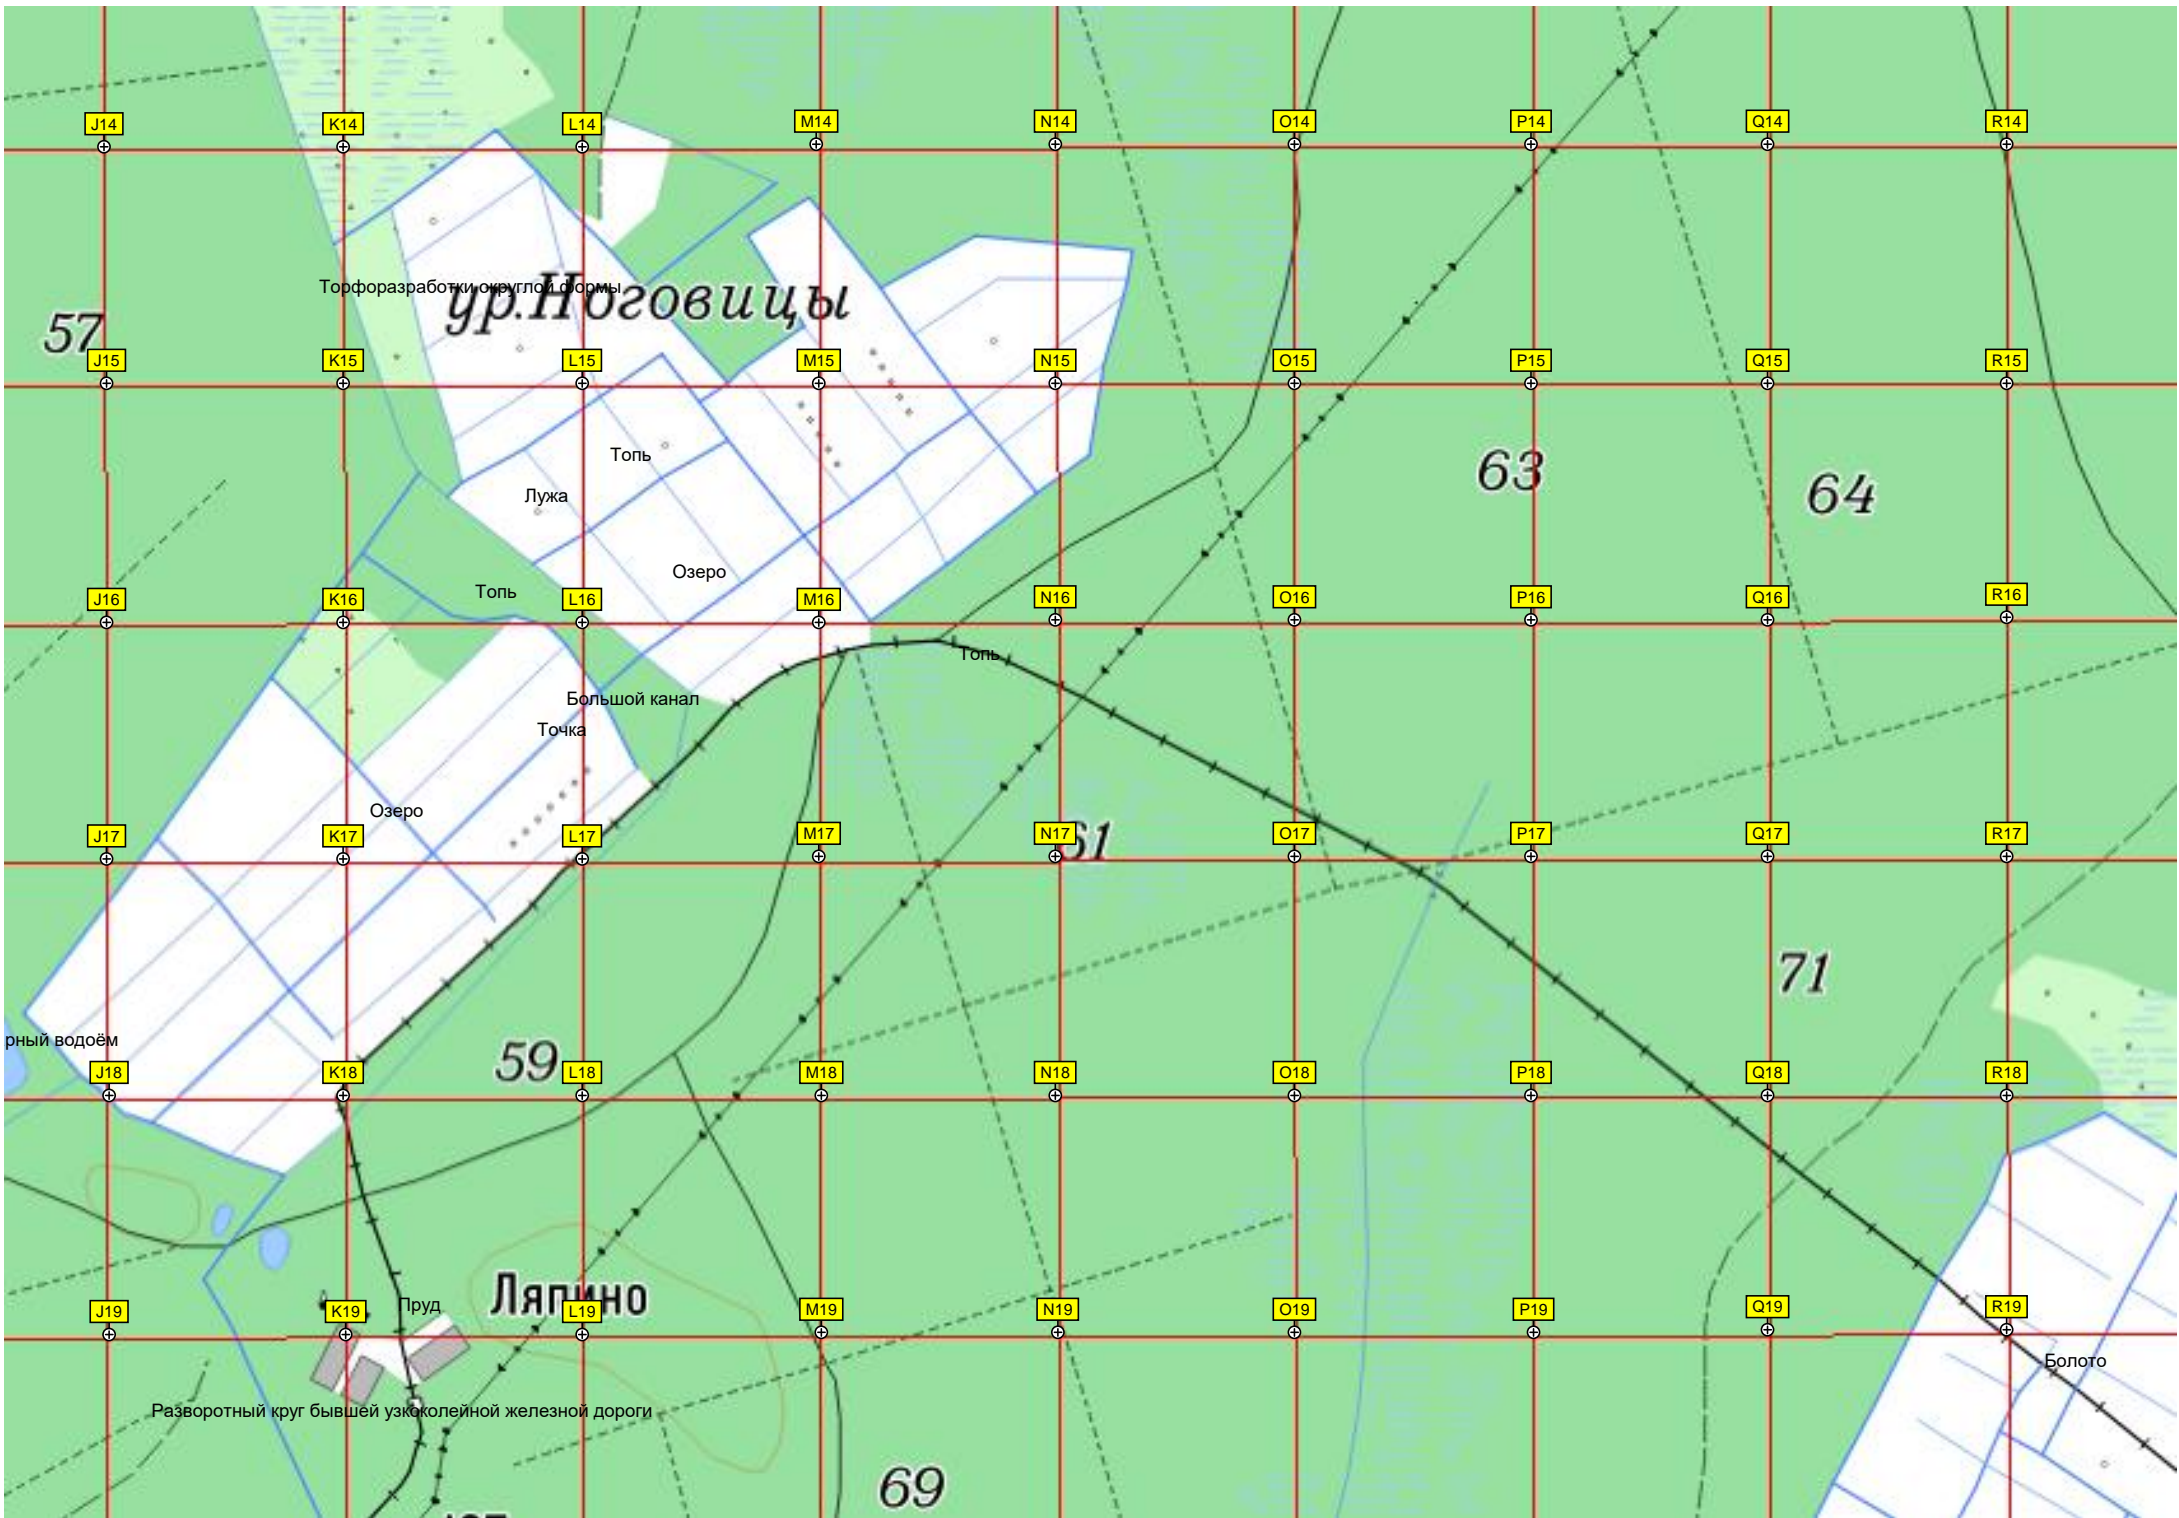 J14 K14 L14 M14 N14 O14 P14 Q14 R14
Торфоразработки округлой формы
ур.Ноговицы
57
J15 K15 L15 M15 N15 O15 P15 Q15 R15
Топь
63
64
Лужа
Озеро
Топь
J16 K16 L16 M16 N16 O16 P16 Q16 R16
Топь
Большой канал
Точка
Озеро
J17 K17 L17 M17 N17 O17 P17 Q17 R17
61
71
рный водоём
59
J18 K18 L18 M18 N18 O18 P18 Q18 R18
Ляпино
Пруд
J19 K19 L19 M19 N19 O19 P19 Q19 R19
Болото
Разворотный круг бывшей узкоколейной железной дороги
69